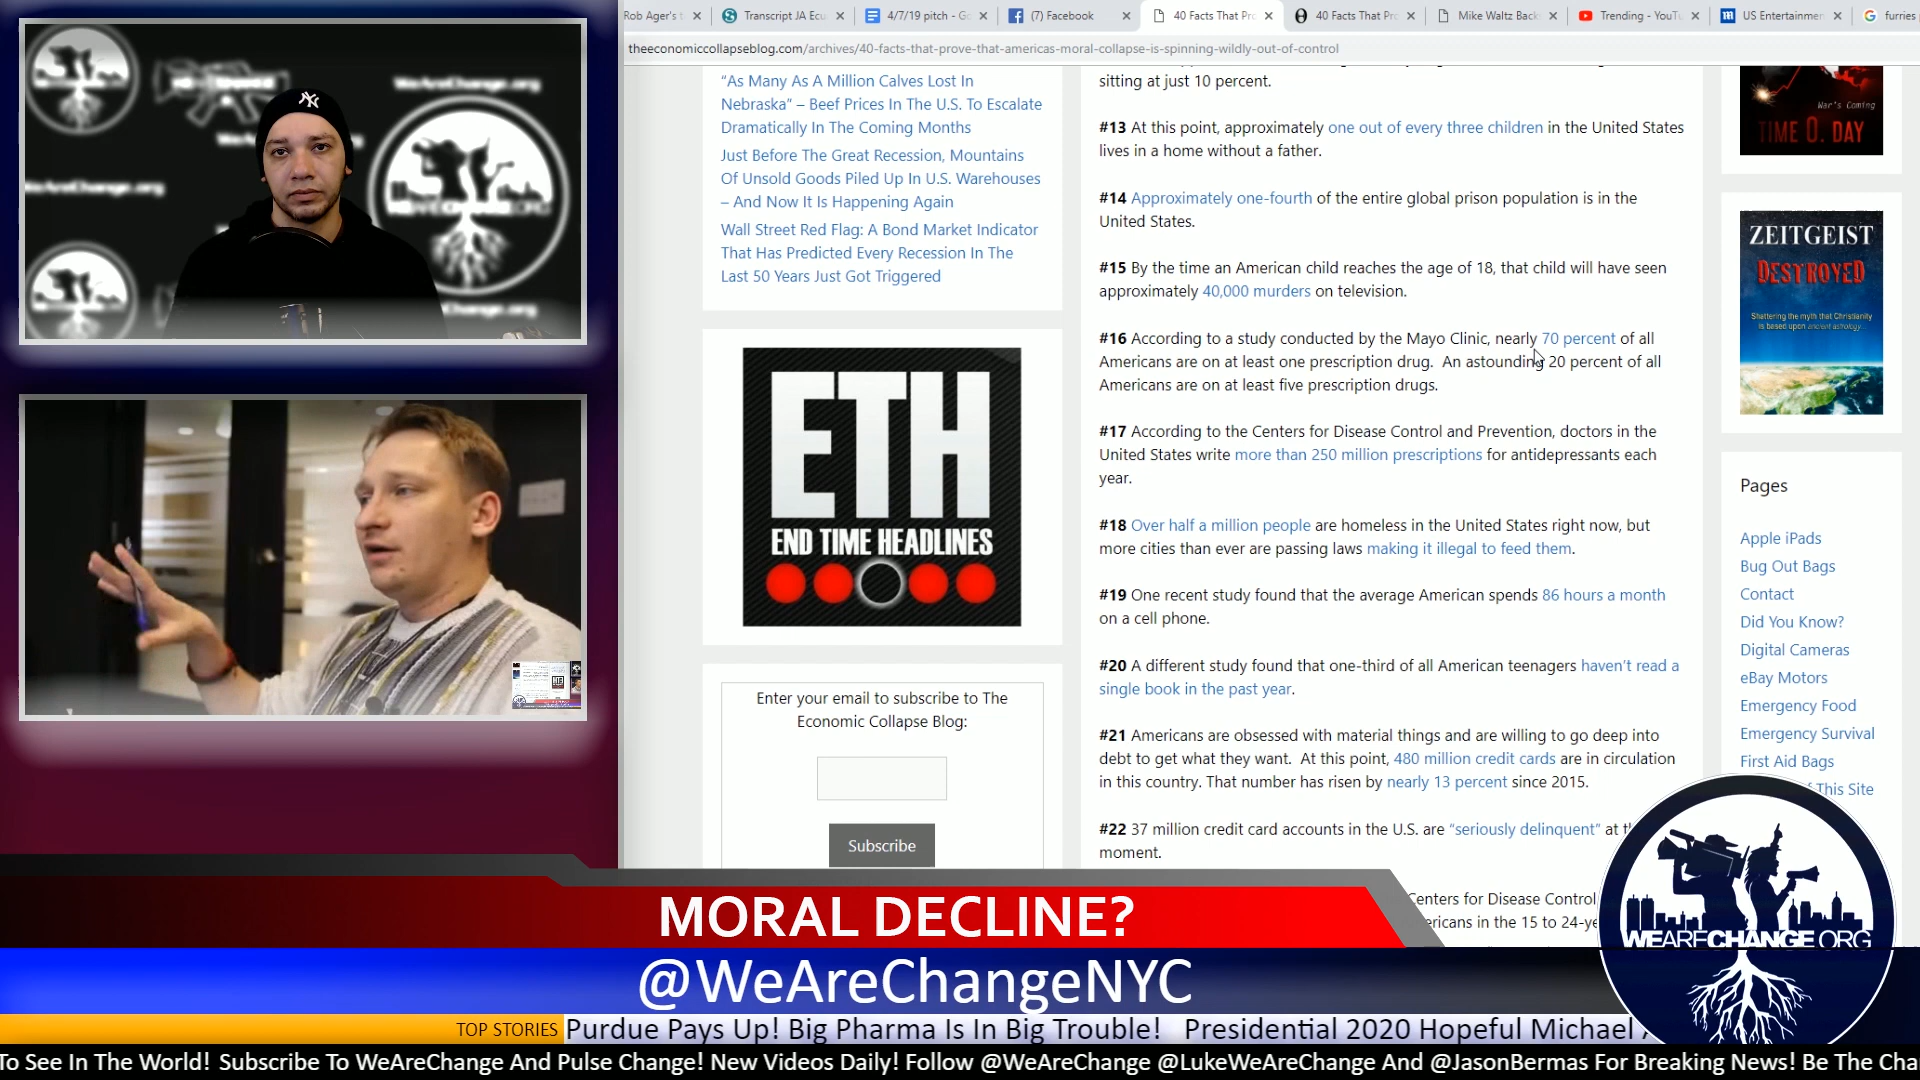 Rob Ager's
Transcript JA Ecu
4/7/19 pitch - Go
(7) Facebook
40 Facts That Pro
40 Facts That Pro
Mike Waltz Back
Trending - YouTu
US Entertainmen
furries
theeconomiccollapseblog.com/archives/40-facts-that-prove-that-americas-moral-collapse-is-spinning-wildly-out-of-control
WeAreChange.org
WeAreChange.org
"As Many As A Million Calves Lost In
Nebraska" – Beef Prices In The U.S. To Escalate
Dramatically In The Coming Months
Just Before The Great Recession, Mountains
Of Unsold Goods Piled Up In U.S. Warehouses
– And Now It Is Happening Again
Wall Street Red Flag: A Bond Market Indicator
That Has Predicted Every Recession In The
Last 50 Years Just Got Triggered
ETH
END TIME HEADLINES
Enter your email to subscribe to The
Economic Collapse Blog:
Subscribe
sitting at just 10 percent.
#13 At this point, approximately one out of every three children in the United States
lives in a home without a father.
#14 Approximately one-fourth of the entire global prison population is in the
United States.
#15 By the time an American child reaches the age of 18, that child will have seen
approximately 40,000 murders on television.
#16 According to a study conducted by the Mayo Clinic, nearly 70 percent of all
Americans are on at least one prescription drug. An astounding 20 percent of all
Americans are on at least five prescription drugs.
#17 According to the Centers for Disease Control and Prevention, doctors in the
United States write more than 250 million prescriptions for antidepressants each
year.
#18 Over half a million people are homeless in the United States right now, but
more cities than ever are passing laws making it illegal to feed them.
#19 One recent study found that the average American spends 86 hours a month
on a cell phone.
#20 A different study found that one-third of all American teenagers haven't read a
single book in the past year.
#21 Americans are obsessed with material things and are willing to go deep into
debt to get what they want. At this point, 480 million credit cards are in circulation
in this country. That number has risen by nearly 13 percent since 2015.
#22 37 million credit card accounts in the U.S. are "seriously delinquent" at
moment.
Centers for Disease Control
ericans in the 15 to 24-ye
War's Coming
TIME 0. DAY
ZEITGEIST
DESTROYED
Shattering the myth that Christianity
is based upon ancient astrology...
Pages
Apple iPads
Bug Out Bags
Contact
Did You Know?
Digital Cameras
eBay Motors
Emergency Food
Emergency Survival
First Aid Bags
This Site
WEARECHANGE.ORG
MORAL DECLINE?
@WeAreChangeNYC
TOP STORIES
Purdue Pays Up! Big Pharma Is In Big Trouble! Presidential 2020 Hopeful Michael
To See In The World! Subscribe To WeAreChange And Pulse Change! New Videos Daily! Follow @WeAreChange @LukeWeAreChange And @JasonBermas For Breaking News! Be The Cha